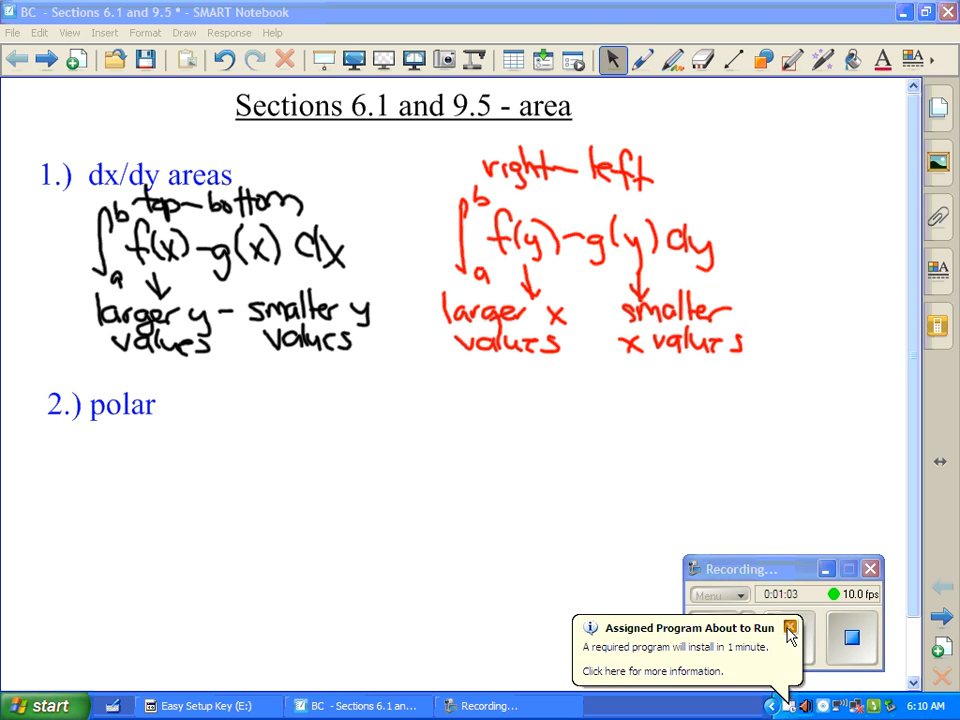 BC - Sections 6.1 and 9.5 * - SMART Notebook
File Edit View Insert Format Draw Response Help
Sections 6.1 and 9.5 - area
1.) dx/dy areas
top - bottom
∫ₐᵇ f(x) - g(x) dx
larger y - smaller y
values values
right - left
∫ₐᵇ f(y) - g(y) dy
larger x smaller
values x values
2.) polar
Recording...
Menu 0:01:03 10.0 fps
Assigned Program About to Run
A required program will install in 1 minute.
Click here for more information.
start Easy Setup Key (E:) BC - Sections 6.1 an... Recording... 6:10 AM